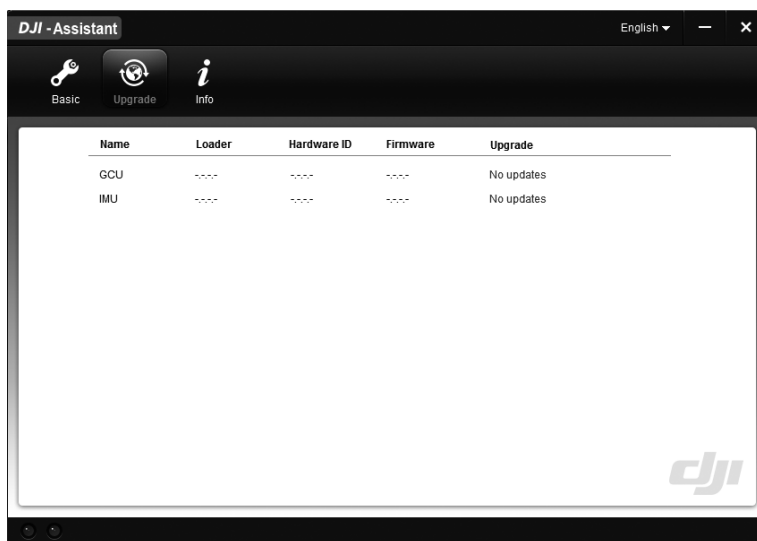 DJI - Assistant English
Basic Upgrade Info
Name Loader Hardware ID Firmware Upgrade
GCU -.-.-.- -.-.-.- -.-.-.- No updates
IMU -.-.-.- -.-.-.- -.-.-.- No updates
dji